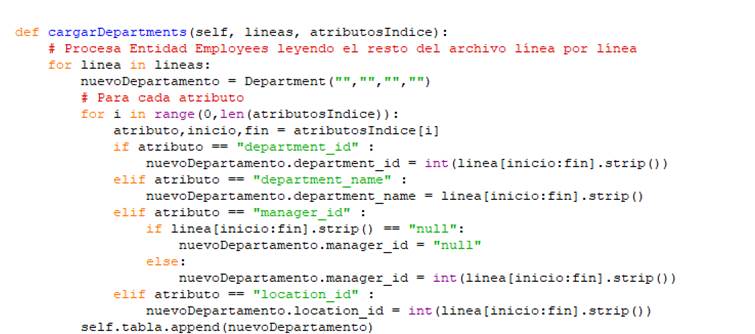 def cargarDepartments(self, lineas, atributosIndice):
    # Procesa Entidad Employees leyendo el resto del archivo línea por línea
    for linea in lineas:
        nuevoDepartamento = Department("","","","")
        # Para cada atributo
        for i in range(0,len(atributosIndice)):
            atributo,inicio,fin = atributosIndice[i]
            if atributo == "department_id" :
                nuevoDepartamento.department_id = int(linea[inicio:fin].strip())
            elif atributo == "department_name" :
                nuevoDepartamento.department_name = linea[inicio:fin].strip()
            elif atributo == "manager_id" :
                if linea[inicio:fin].strip() == "null":
                    nuevoDepartamento.manager_id = "null"
                else:
                    nuevoDepartamento.manager_id = int(linea[inicio:fin].strip())
            elif atributo == "location_id" :
                nuevoDepartamento.location_id = int(linea[inicio:fin].strip())
        self.tabla.append(nuevoDepartamento)